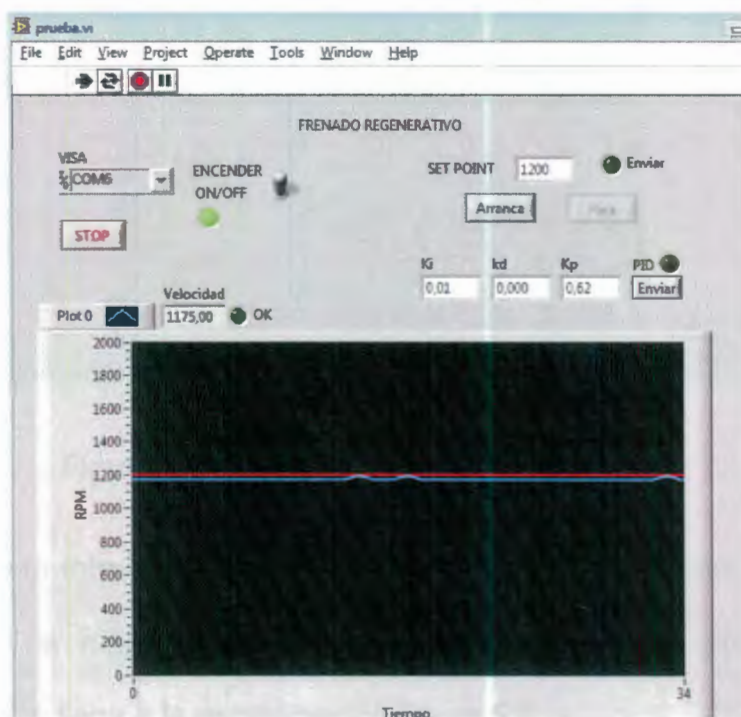 prueba.vi
File Edit View Project Operate Tools Window Help
FRENADO REGENERATIVO
VISA
COM6
ENCENDER
ON/OFF
STOP
SET POINT 1200 Enviar
Arranca
Ki kd Kp PID
0,01 0,000 0,62 Enviar
Velocidad
Plot 0 1175,00 OK
2000
1800
1600
1400
1200
1000
800
600
400
200
0
RPM
0 34
Tiempo